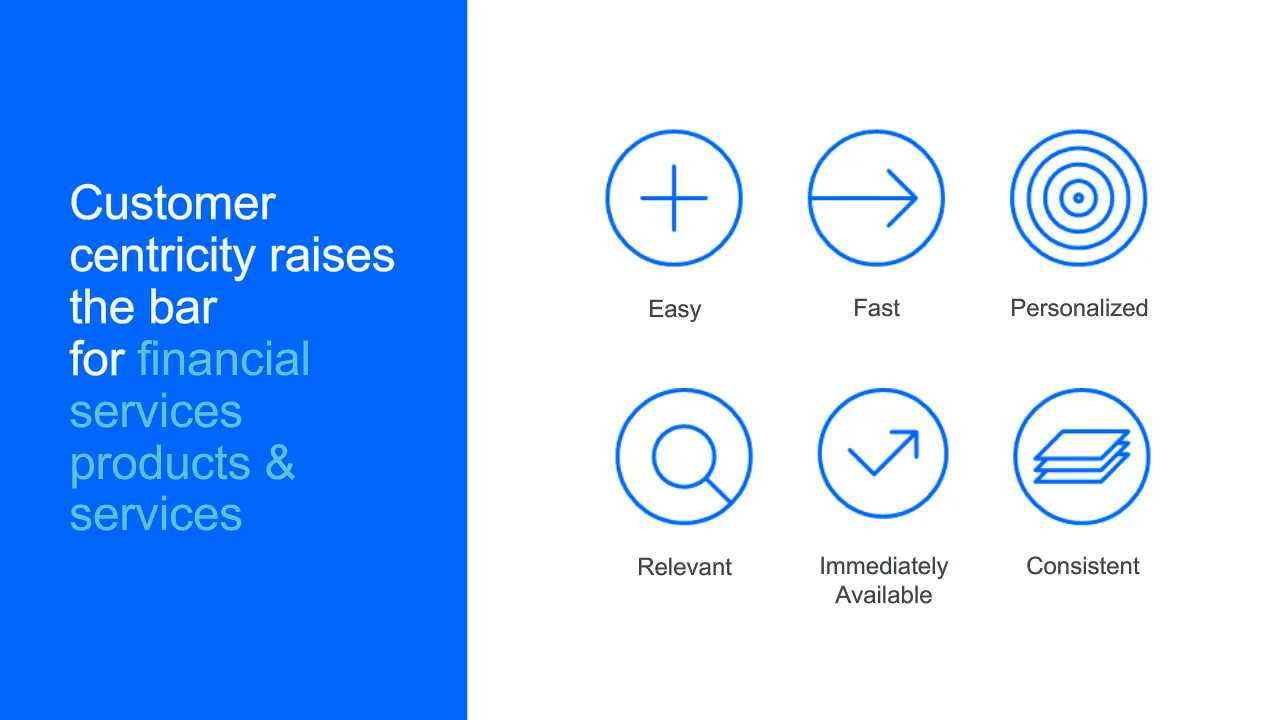 Customer
centricity raises
the bar
for financial
services
products &
services
Easy
Fast
Personalized
Relevant
Immediately
Available
Consistent